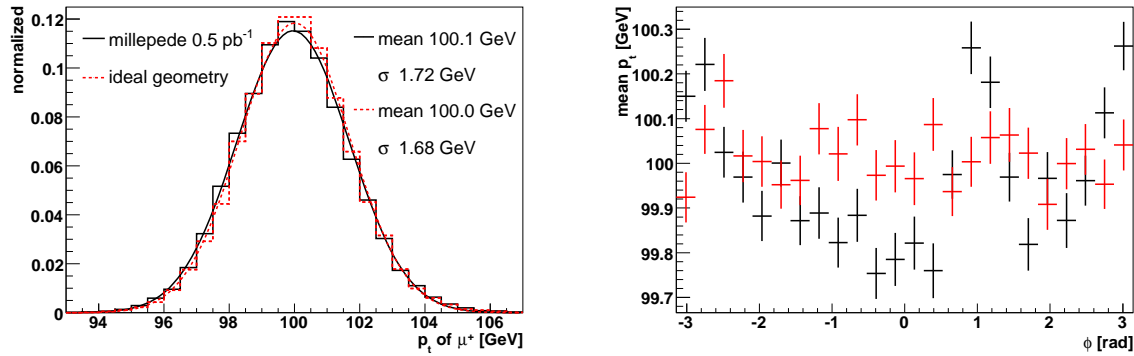 normalized
0.12
0.1
0.08
0.06
0.04
0.02
0
millepede 0.5 pb⁻¹
ideal geometry
mean 100.1 GeV
σ 1.72 GeV
mean 100.0 GeV
σ 1.68 GeV
94 96 98 100 102 104 106
pₜ of μ⁺ [GeV]
mean pₜ [GeV]
100.3
100.2
100.1
100
99.9
99.8
99.7
-3 -2 -1 0 1 2 3
ϕ [rad]